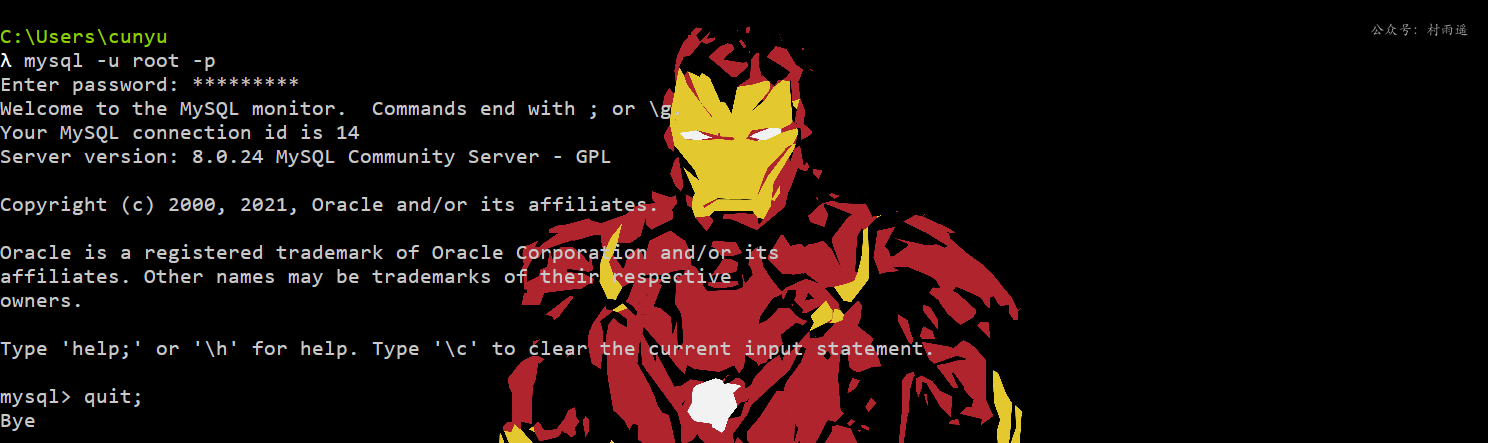 公众号：村雨遥
C:\Users\cunyu
λ mysql -u root -p
Enter password: *********
Welcome to the MySQL monitor.  Commands end with ; or \g.
Your MySQL connection id is 14
Server version: 8.0.24 MySQL Community Server - GPL
Copyright (c) 2000, 2021, Oracle and/or its affiliates.
Oracle is a registered trademark of Oracle Corporation and/or its
affiliates. Other names may be trademarks of their respective
owners.
Type 'help;' or '\h' for help. Type '\c' to clear the current input statement.
mysql> quit;
Bye